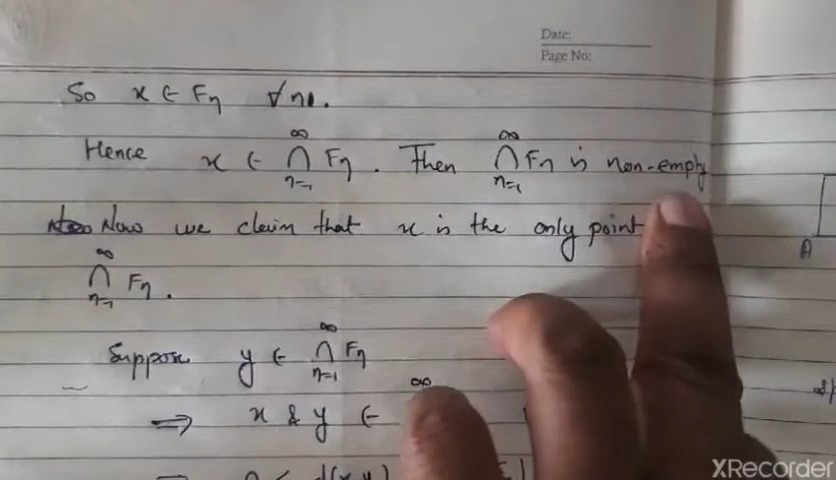 Date:
Page No:
So x ∈ Fn ∀ n.
Hence x ∈ ∞∩n=1 Fn. Then ∞∩n=1 Fn is non-empty
Now we claim that x is the only point
∞∩n=1 Fn.
Suppose y ∈ ∞∩n=1 Fn
⇒ x & y ∈ ∞
d(x,y)
A
XRecorder